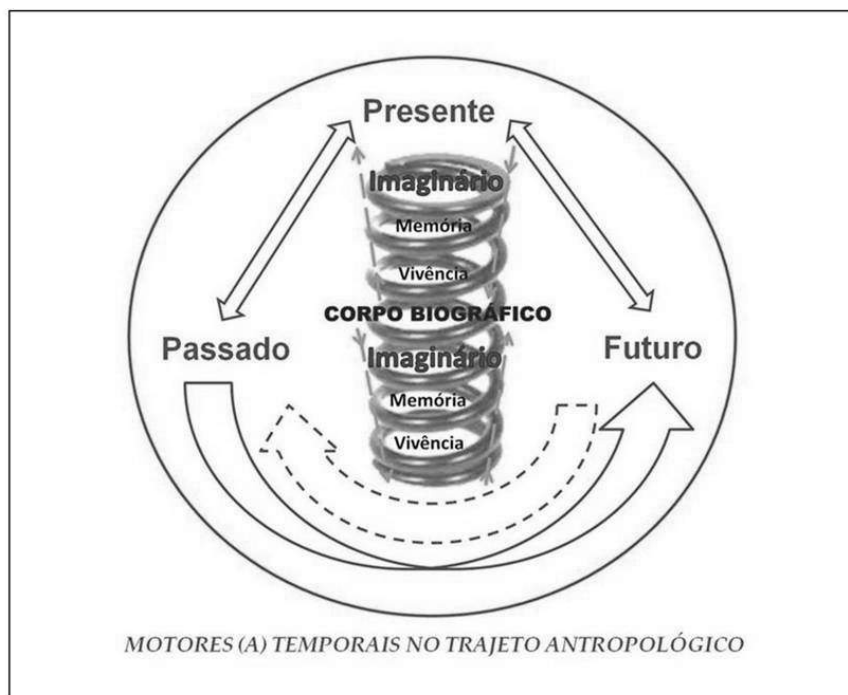 Presente
Imaginário
Memória
Vivência
CORPO BIOGRÁFICO
Passado
Imaginário
Futuro
Memória
Vivência
MOTORES (A) TEMPORAIS NO TRAJETO ANTROPOLÓGICO